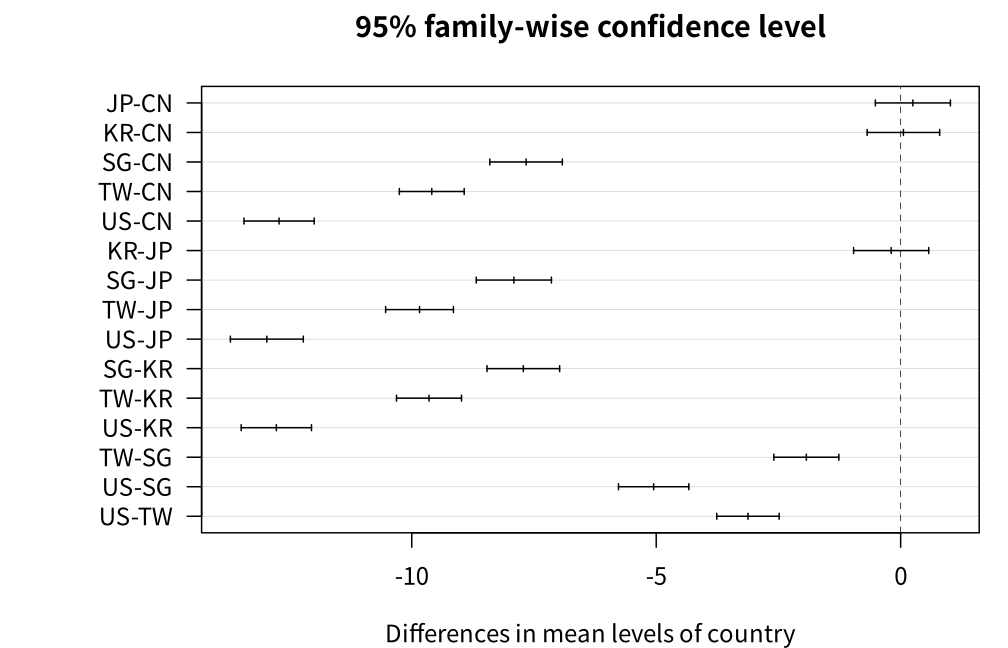 95% family-wise confidence level
JP-CN
KR-CN
SG-CN
TW-CN
US-CN
KR-JP
SG-JP
TW-JP
US-JP
SG-KR
TW-KR
US-KR
TW-SG
US-SG
US-TW
-10 -5 0
Differences in mean levels of country